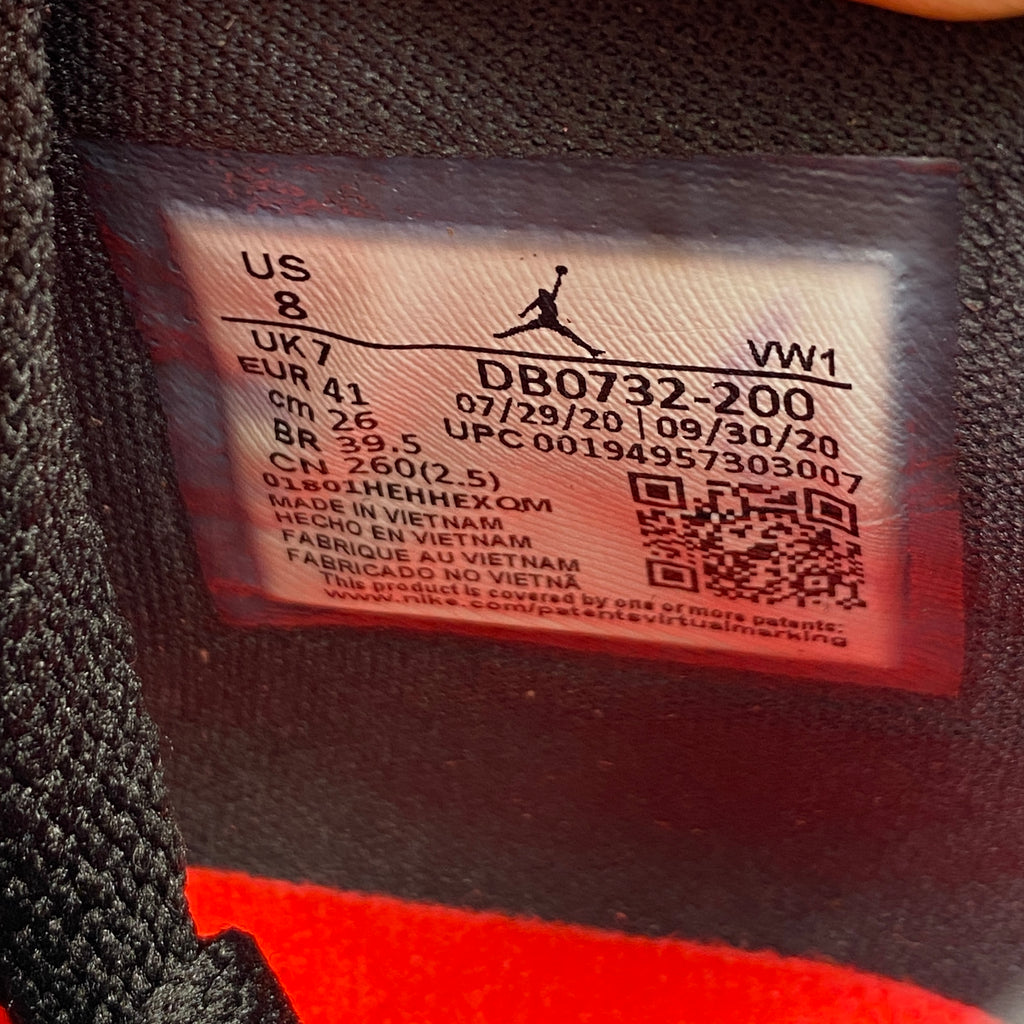 US
8
VW1
UK 7
DB0732-200
EUR 41
07/29/20 | 09/30/20
cm 26
UPC 00194957303007
BR 39.5
CN 260(2.5)
01801HEHHEXQM
MADE IN VIETNAM
HECHO EN VIETNAM
FABRIQUE AU VIETNAM
FABRICADO NO VIETNÃ
This product is covered by one or more patents:
www.nike.com/patentsvirtualmarking